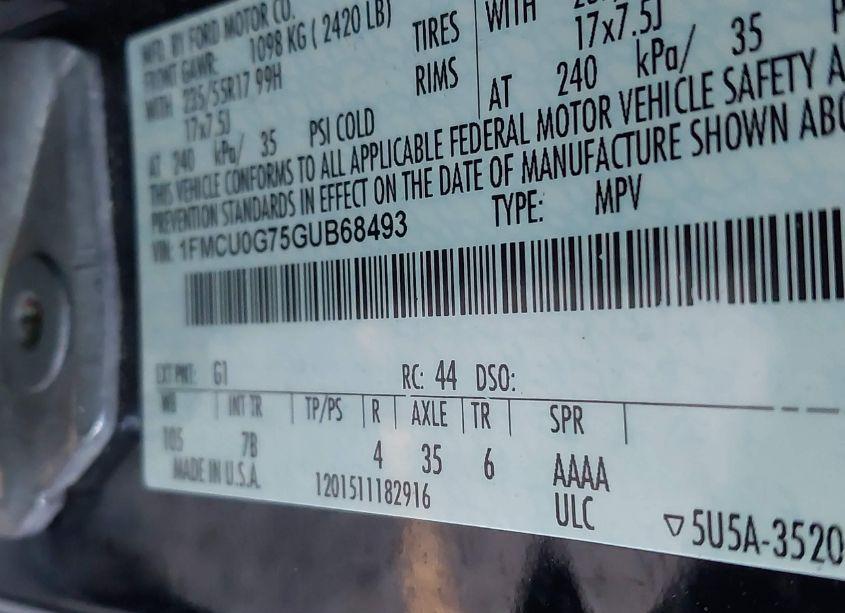 MFD. BY FORD MOTOR CO.
FRONT GAWR: 1098 KG ( 2420 LB) TIRES WITH
WITH 235/55R17 99H RIMS 17x7.5J
17x7.5J AT 240 kPa/ 35
AT 240 kPa/ 35 PSI COLD
THIS VEHICLE CONFORMS TO ALL APPLICABLE FEDERAL MOTOR VEHICLE SAFETY A
PREVENTION STANDARDS IN EFFECT ON THE DATE OF MANUFACTURE SHOWN ABO
VIN: 1FMCU0G75GUB68493 TYPE: MPV
EXT PNT: G1 RC: 44 DSO:
WB INT TR TP/PS R AXLE TR SPR
105 7B 4 35 6 AAAA
MADE IN U.S.A. 1201511182916 ULC
▽5U5A-3520